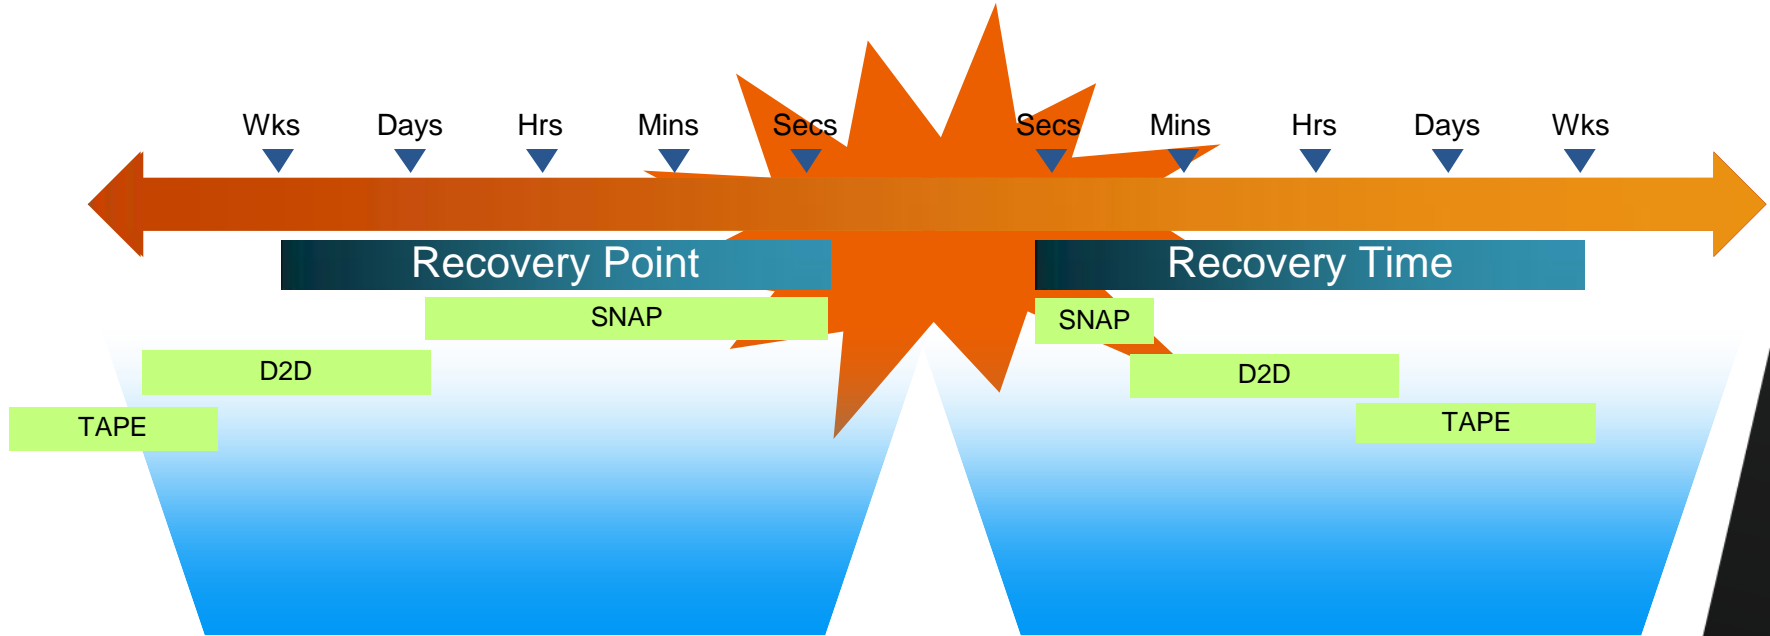 Wks Days Hrs Mins Secs Secs Mins Hrs Days Wks
Recovery Point Recovery Time
SNAP SNAP
D2D D2D
TAPE TAPE